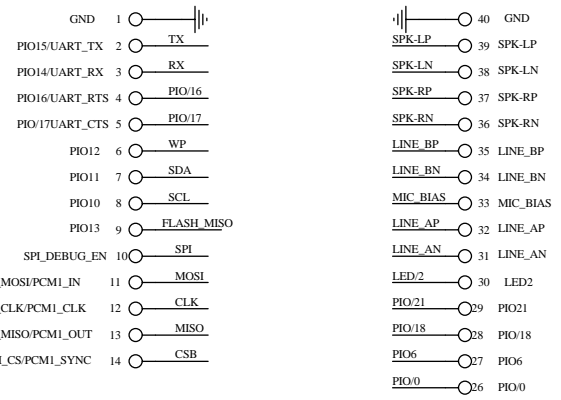 GND 1 40 GND
PIO15/UART_TX 2 TX SPK-LP 39 SPK-LP
PIO14/UART_RX 3 RX SPK-LN 38 SPK-LN
PIO16/UART_RTS 4 PIO/16 SPK-RP 37 SPK-RP
PIO/17UART_CTS 5 PIO/17 SPK-RN 36 SPK-RN
PIO12 6 WP LINE_BP 35 LINE_BP
PIO11 7 SDA LINE_BN 34 LINE_BN
PIO10 8 SCL MIC_BIAS 33 MIC_BIAS
PIO13 9 FLASH_MISO LINE_AP 32 LINE_AP
SPI_DEBUG_EN 10 SPI LINE_AN 31 LINE_AN
_MOSI/PCM1_IN 11 MOSI LED/2 30 LED2
_CLK/PCM1_CLK 12 CLK PIO/21 29 PIO21
_MISO/PCM1_OUT 13 MISO PIO/18 28 PIO/18
_CS/PCM1_SYNC 14 CSB PIO6 27 PIO6
PIO/0 26 PIO/0